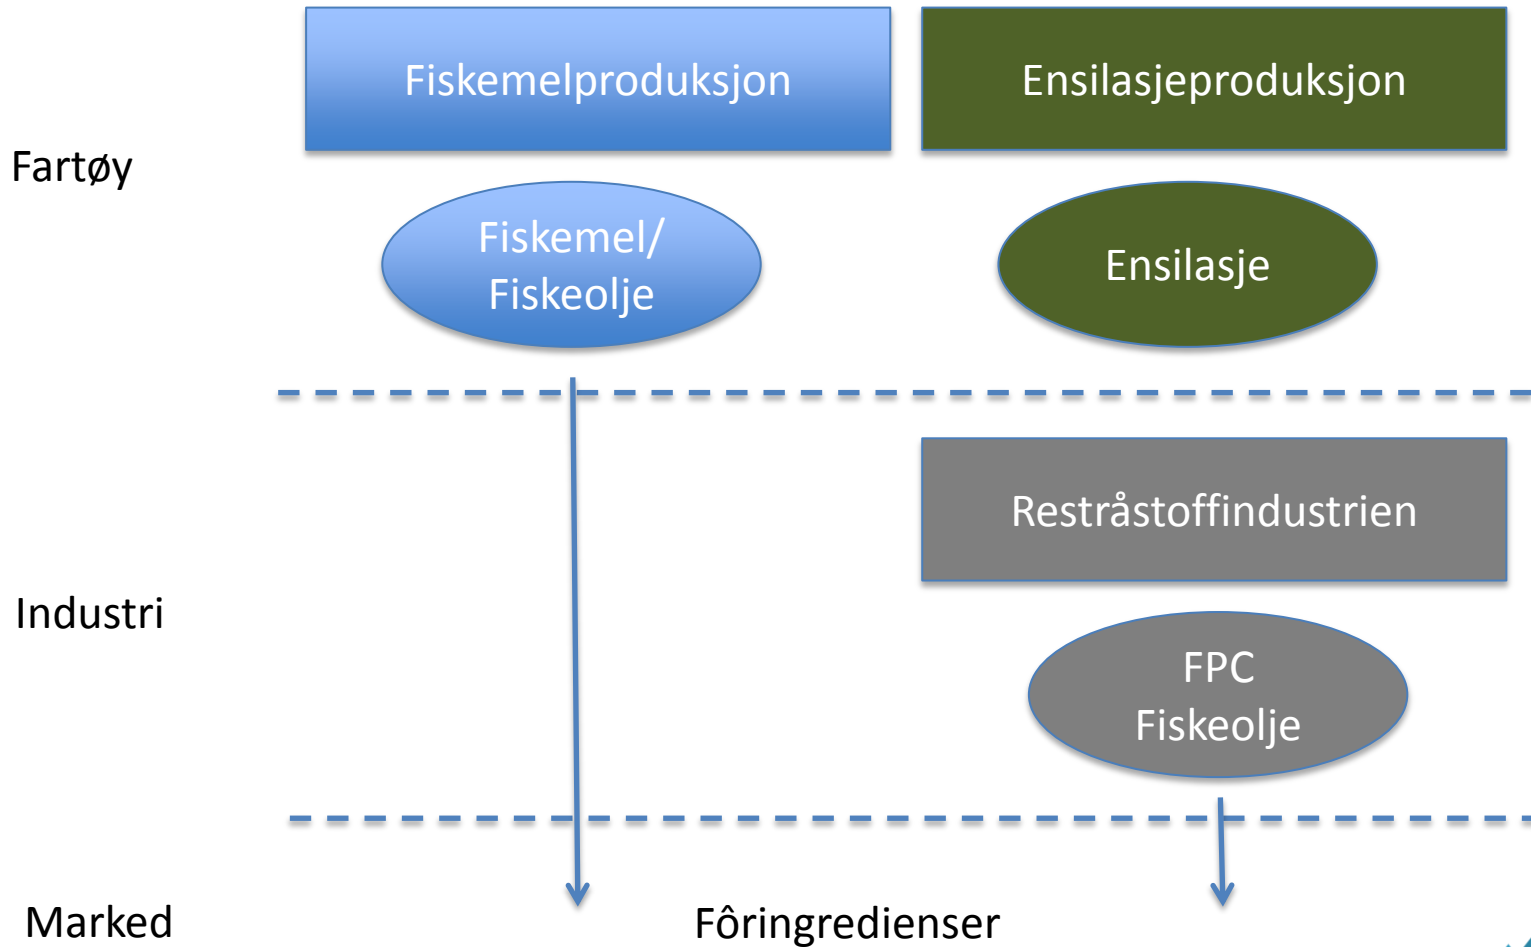 Fiskemelproduksjon
Ensilasjeproduksjon
Fartøy
Fiskemel/
Fiskeolje
Ensilasje
Restråstoffindustrien
Industri
FPC
Fiskeolje
Marked
Fôringredienser